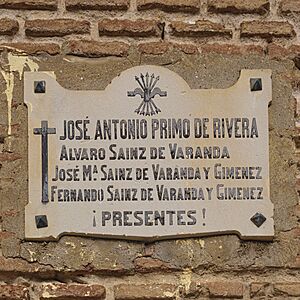 JOSÉ ANTONIO PRIMO DE RIVERA
ALVARO SAINZ DE VARANDA
JOSÉ Mª SAINZ DE VARANDA Y GIMENEZ
FERNANDO SAINZ DE VARANDA Y GIMENEZ
¡PRESENTES!